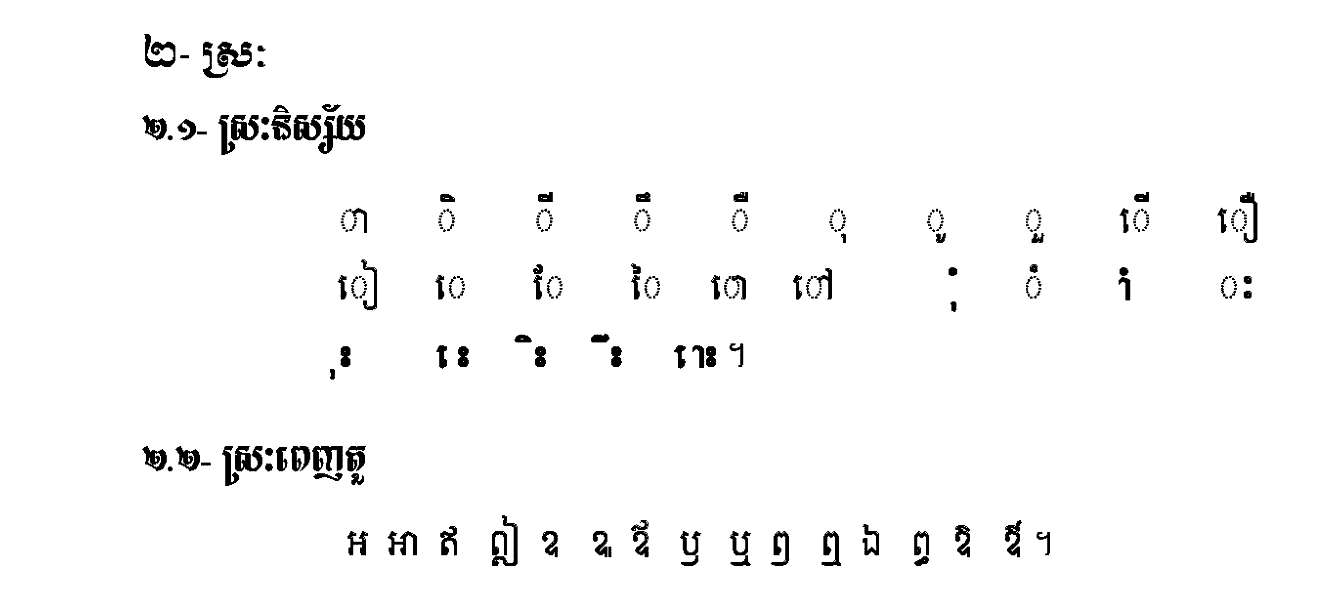 ២- ស្រៈ
២.១- ស្រៈនិស្ស័យ
ា ិ ី ឹ ឺ ុ ូ ួ ើ ឿ
ៀ េ ែ ៃ ោ ៅ ុំ ំ ាំ ះ
ុះ េះ ិះ ឹះ ោះ ។
២.២- ស្រៈពេញតួ
អ អា ឥ ឦ ឧ ឩ ឪ ឫ ឬ ឭ ឮ ឯ ឰ ឱ ឳ ។